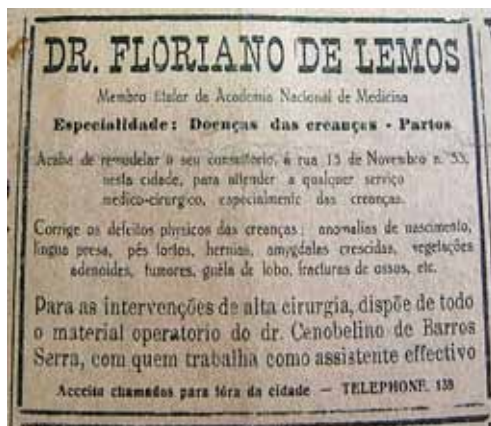 DR. FLORIANO DE LEMOS
Membro titular da Academia Nacional de Medicina
Especialidade: Doenças das creanças - Partos
Acaba de remodelar o seu consultorio, á rua 15 de Novembro n. 53,
nesta cidade, para attender a qualquer serviço
medico-cirurgico, especialmente das creanças.
Corrige os defeitos physicos das creanças: anomalias de nascimento,
lingua presa, pés tortos, hernias, amygdalas crescidas, vegetações
adenoides, tumores, guéla de lobo, fracturas de ossos, etc.
Para as intervenções de alta cirurgia, dispõe de todo
o material operatorio do dr. Cenobelino de Barros
Serra, com quem trabalha como assistente effectivo
Acceita chamados para fóra da cidade — TELEPHONE, 138